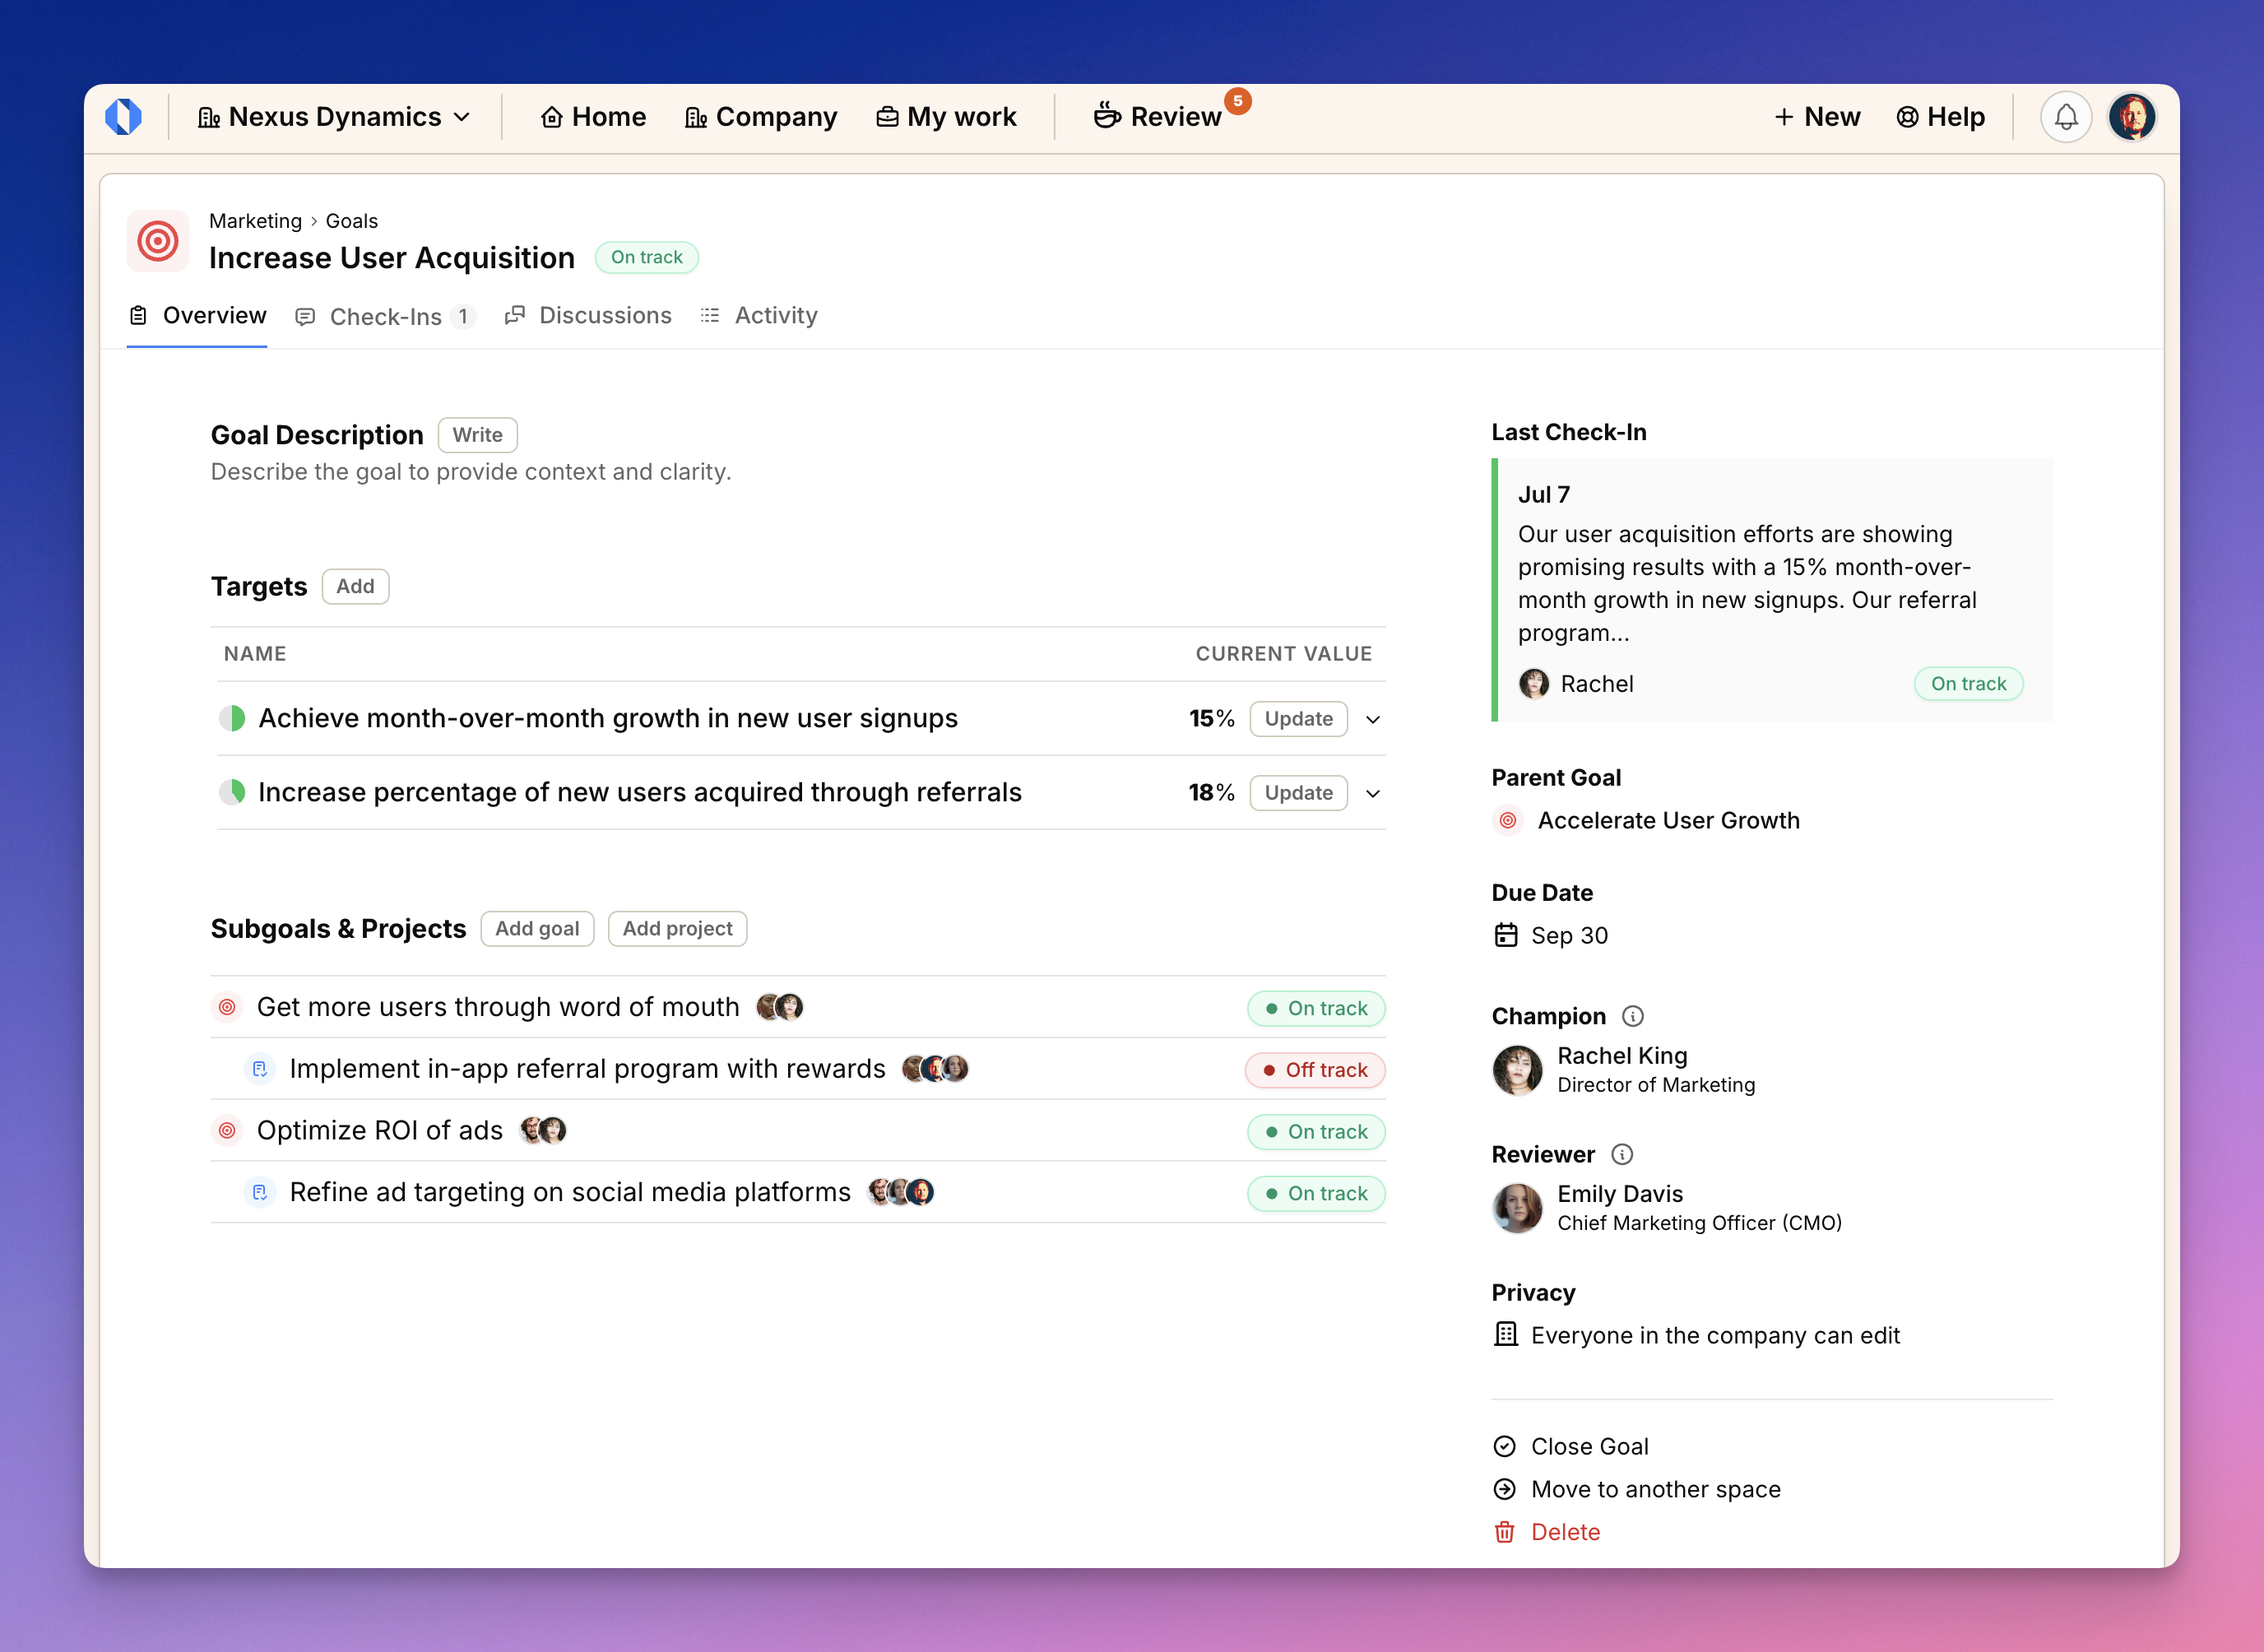 Nexus Dynamics
Home
Company
My work
Review
5
New
Help
Marketing › Goals
Increase User Acquisition
On track
Overview
Check-Ins 1
Discussions
Activity
Goal Description
Write
Describe the goal to provide context and clarity.
Targets
Add
NAME
CURRENT VALUE
Achieve month-over-month growth in new user signups
15%
Update
Increase percentage of new users acquired through referrals
18%
Update
Subgoals & Projects
Add goal
Add project
Get more users through word of mouth
On track
Implement in-app referral program with rewards
Off track
Optimize ROI of ads
On track
Refine ad targeting on social media platforms
On track
Last Check-In
Jul 7
Our user acquisition efforts are showing
promising results with a 15% month-over-
month growth in new signups. Our referral
program...
Rachel
On track
Parent Goal
Accelerate User Growth
Due Date
Sep 30
Champion
Rachel King
Director of Marketing
Reviewer
Emily Davis
Chief Marketing Officer (CMO)
Privacy
Everyone in the company can edit
Close Goal
Move to another space
Delete